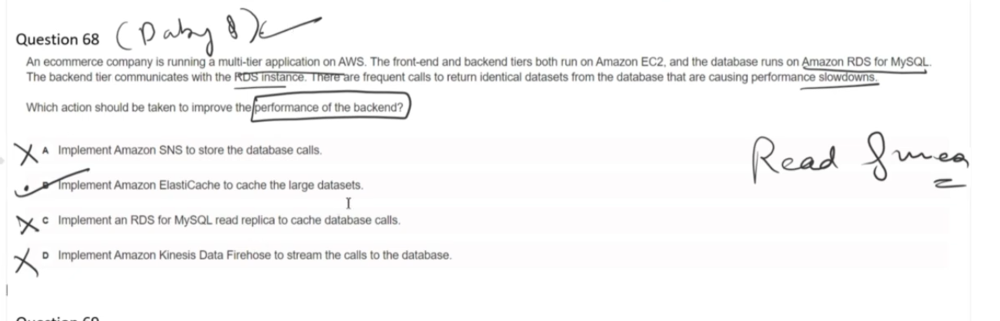 Question 68 (Day 8)
An ecommerce company is running a multi-tier application on AWS. The front-end and backend tiers both run on Amazon EC2, and the database runs on Amazon RDS for MySQL.
The backend tier communicates with the RDS instance. There are frequent calls to return identical datasets from the database that are causing performance slowdowns.
Which action should be taken to improve the performance of the backend?
A Implement Amazon SNS to store the database calls.
Implement Amazon ElastiCache to cache the large datasets.
C Implement an RDS for MySQL read replica to cache database calls.
D Implement Amazon Kinesis Data Firehose to stream the calls to the database.
Read